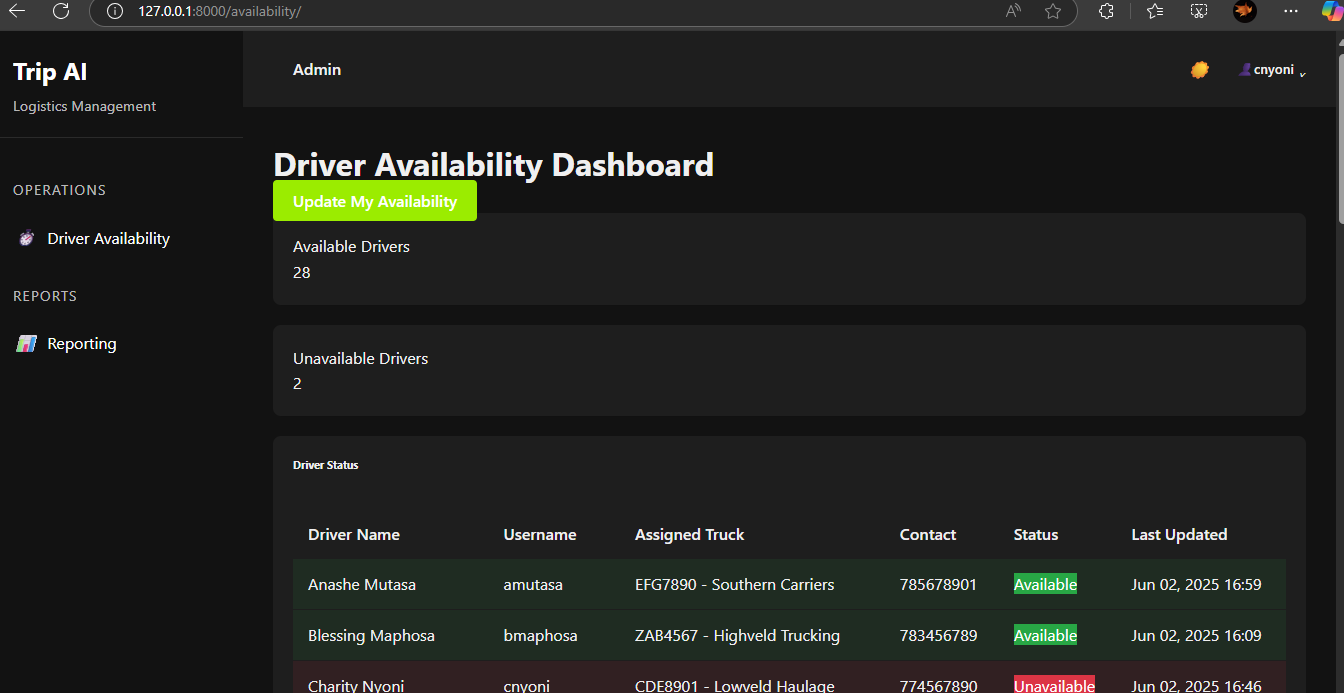 127.0.0.1:8000/availability/
Trip AI
Logistics Management
Admin
cnyoni
OPERATIONS
Driver Availability
REPORTS
Reporting
Driver Availability Dashboard
Update My Availability
Available Drivers
28
Unavailable Drivers
2
Driver Status
Driver Name Username Assigned Truck Contact Status Last Updated
Anashe Mutasa amutasa EFG7890 - Southern Carriers 785678901 Available Jun 02, 2025 16:59
Blessing Maphosa bmaphosa ZAB4567 - Highveld Trucking 783456789 Available Jun 02, 2025 16:09
Charity Nyoni cnyoni CDE8901 - Lowveld Haulage 774567890 Unavailable Jun 02, 2025 16:46